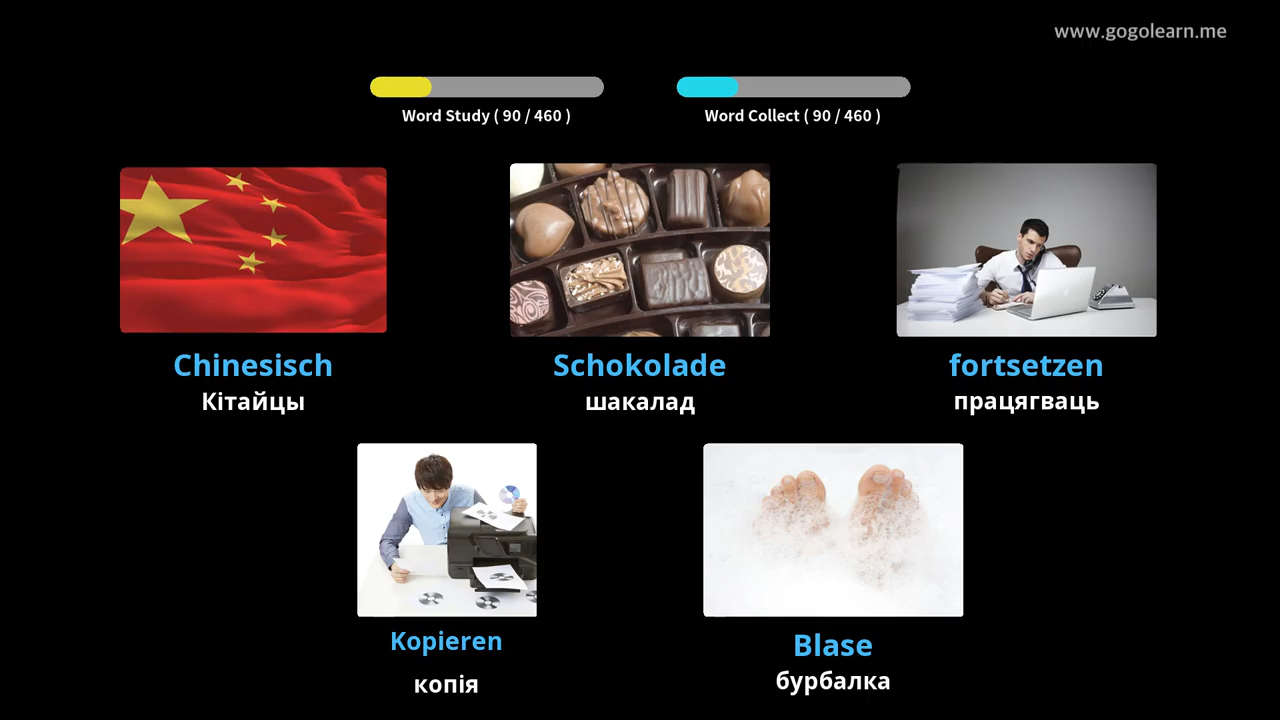 www.gogolearn.me
Word Study ( 90 / 460 )
Word Collect ( 90 / 460 )
Chinesisch
Кітайцы
Schokolade
шакалад
fortsetzen
працягваць
Kopieren
копія
Blase
бурбалка